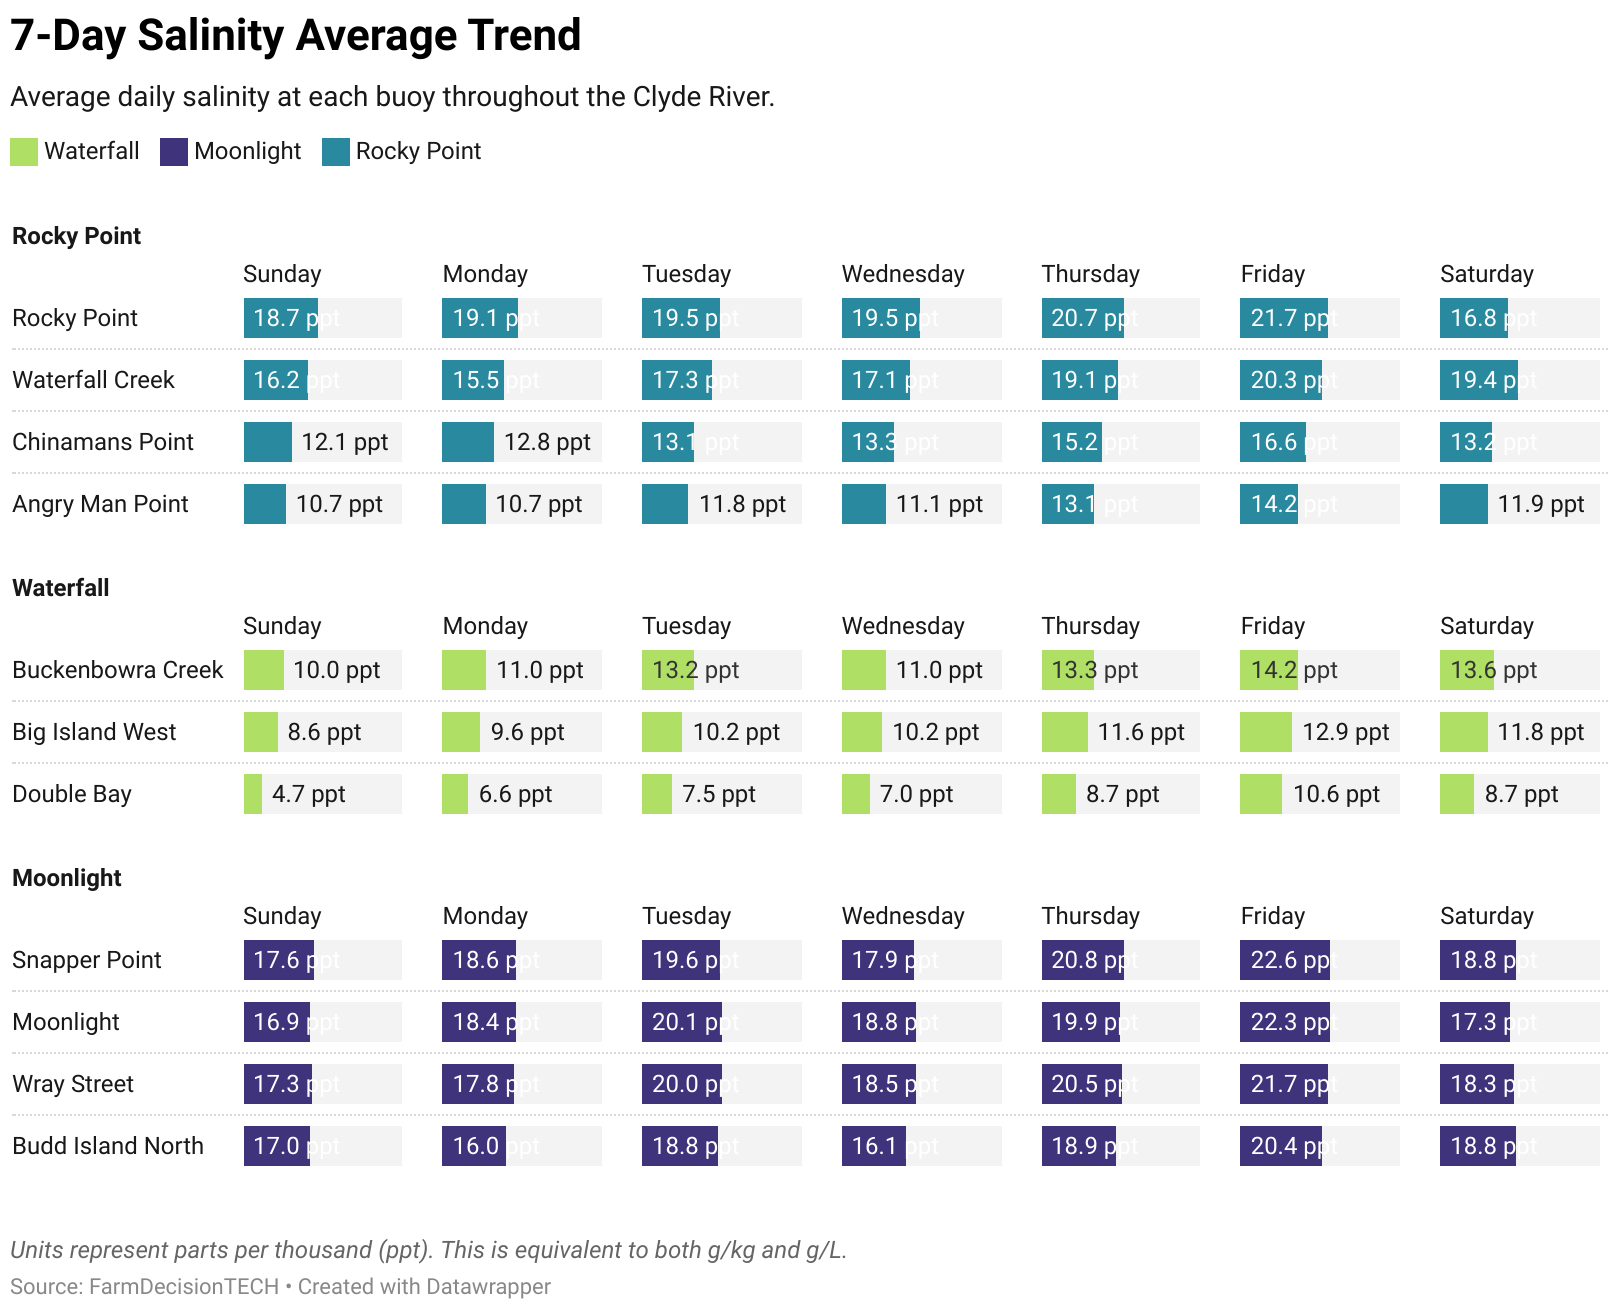 7-Day Salinity Average Trend
Average daily salinity at each buoy throughout the Clyde River.
Waterfall Moonlight Rocky Point
Rocky Point
Sunday Monday Tuesday Wednesday Thursday Friday Saturday
Rocky Point 18.7 ppt 19.1 ppt 19.5 ppt 19.5 ppt 20.7 ppt 21.7 ppt 16.8 ppt
Waterfall Creek 16.2 ppt 15.5 ppt 17.3 ppt 17.1 ppt 19.1 ppt 20.3 ppt 19.4 ppt
Chinamans Point 12.1 ppt 12.8 ppt 13.1 ppt 13.3 ppt 15.2 ppt 16.6 ppt 13.2 ppt
Angry Man Point 10.7 ppt 10.7 ppt 11.8 ppt 11.1 ppt 13.1 ppt 14.2 ppt 11.9 ppt
Waterfall
Sunday Monday Tuesday Wednesday Thursday Friday Saturday
Buckenbowra Creek 10.0 ppt 11.0 ppt 13.2 ppt 11.0 ppt 13.3 ppt 14.2 ppt 13.6 ppt
Big Island West 8.6 ppt 9.6 ppt 10.2 ppt 10.2 ppt 11.6 ppt 12.9 ppt 11.8 ppt
Double Bay 4.7 ppt 6.6 ppt 7.5 ppt 7.0 ppt 8.7 ppt 10.6 ppt 8.7 ppt
Moonlight
Sunday Monday Tuesday Wednesday Thursday Friday Saturday
Snapper Point 17.6 ppt 18.6 ppt 19.6 ppt 17.9 ppt 20.8 ppt 22.6 ppt 18.8 ppt
Moonlight 16.9 ppt 18.4 ppt 20.1 ppt 18.8 ppt 19.9 ppt 22.3 ppt 17.3 ppt
Wray Street 17.3 ppt 17.8 ppt 20.0 ppt 18.5 ppt 20.5 ppt 21.7 ppt 18.3 ppt
Budd Island North 17.0 ppt 16.0 ppt 18.8 ppt 16.1 ppt 18.9 ppt 20.4 ppt 18.8 ppt
Units represent parts per thousand (ppt). This is equivalent to both g/kg and g/L.
Source: FarmDecisionTECH • Created with Datawrapper